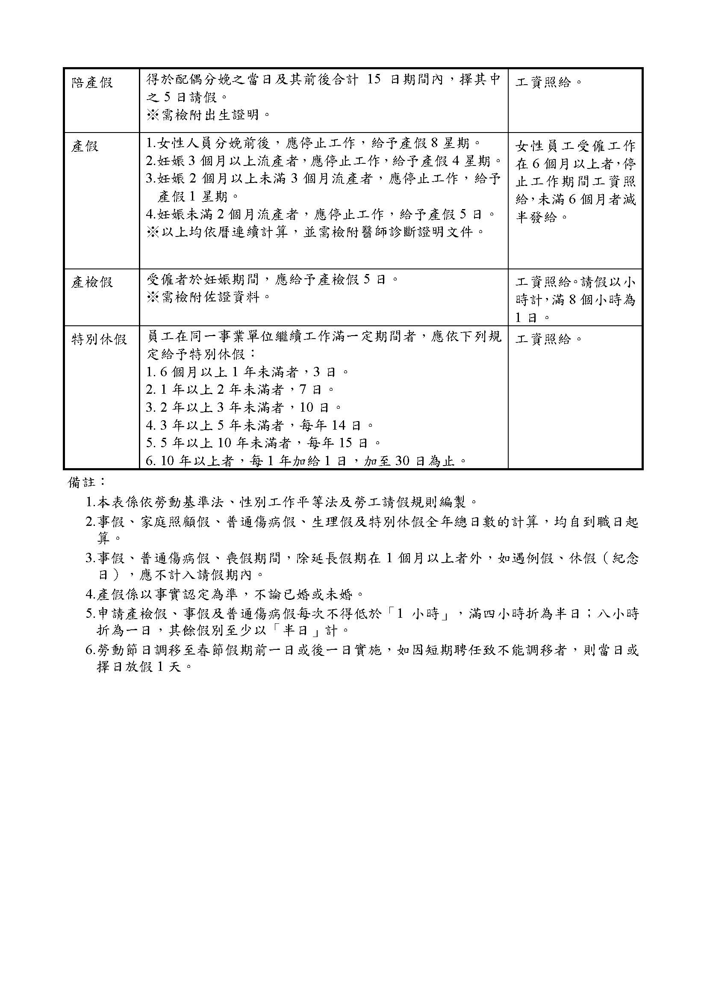 陪產假
得於配偶分娩之當日及其前後合計 15 日期間內，擇其中
之 5 日請假。
※需檢附出生證明。
工資照給。
產假
1.女性人員分娩前後，應停止工作，給予產假 8 星期。
2.妊娠 3 個月以上流產者，應停止工作，給予產假 4 星期。
3.妊娠 2 個月以上未滿 3 個月流產者，應停止工作，給予
產假 1 星期。
4.妊娠未滿 2 個月流產者，應停止工作，給予產假 5 日。
※以上均依曆連續計算，並需檢附醫師診斷證明文件。
女性員工受僱工作
在 6 個月以上者，停
止工作期間工資照
給，未滿 6 個月者減
半發給。
產檢假
受僱者於妊娠期間，應給予產檢假 5 日。
※需檢附佐證資料。
工資照給。請假以小
時計，滿 8 個小時為
1 日。
特別休假
員工在同一事業單位繼續工作滿一定期間者，應依下列規
定給予特別休假：
1. 6 個月以上 1 年未滿者，3 日。
2. 1 年以上 2 年未滿者，7 日。
3. 2 年以上 3 年未滿者，10 日。
4. 3 年以上 5 年未滿者，每年 14 日。
5. 5 年以上 10 年未滿者，每年 15 日。
6. 10 年以上者，每 1 年加給 1 日，加至 30 日為止。
工資照給。
備註：
1.本表係依勞動基準法、性別工作平等法及勞工請假規則編製。
2.事假、家庭照顧假、普通傷病假、生理假及特別休假全年總日數的計算，均自到職日起
算。
3.事假、普通傷病假、喪假期間，除延長假期在 1 個月以上者外，如遇例假、休假（紀念
日），應不計入請假期內。
4.產假係以事實認定為準，不論已婚或未婚。
5.申請產檢假、事假及普通傷病假每次不得低於「1 小時」，滿四小時折為半日；八小時
折為一日，其餘假別至少以「半日」計。
6.勞動節日調移至春節假期前一日或後一日實施，如因短期聘任致不能調移者，則當日或
擇日放假 1 天。